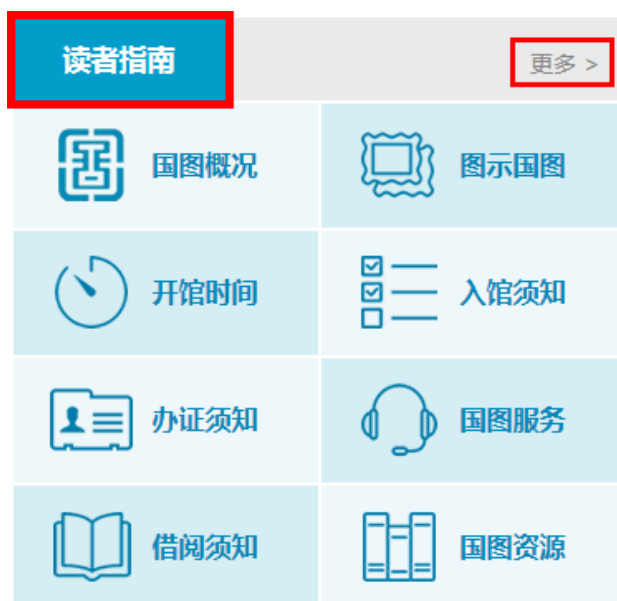 读者指南
更多 >
国图概况
图示国图
开馆时间
入馆须知
办证须知
国图服务
借阅须知
国图资源